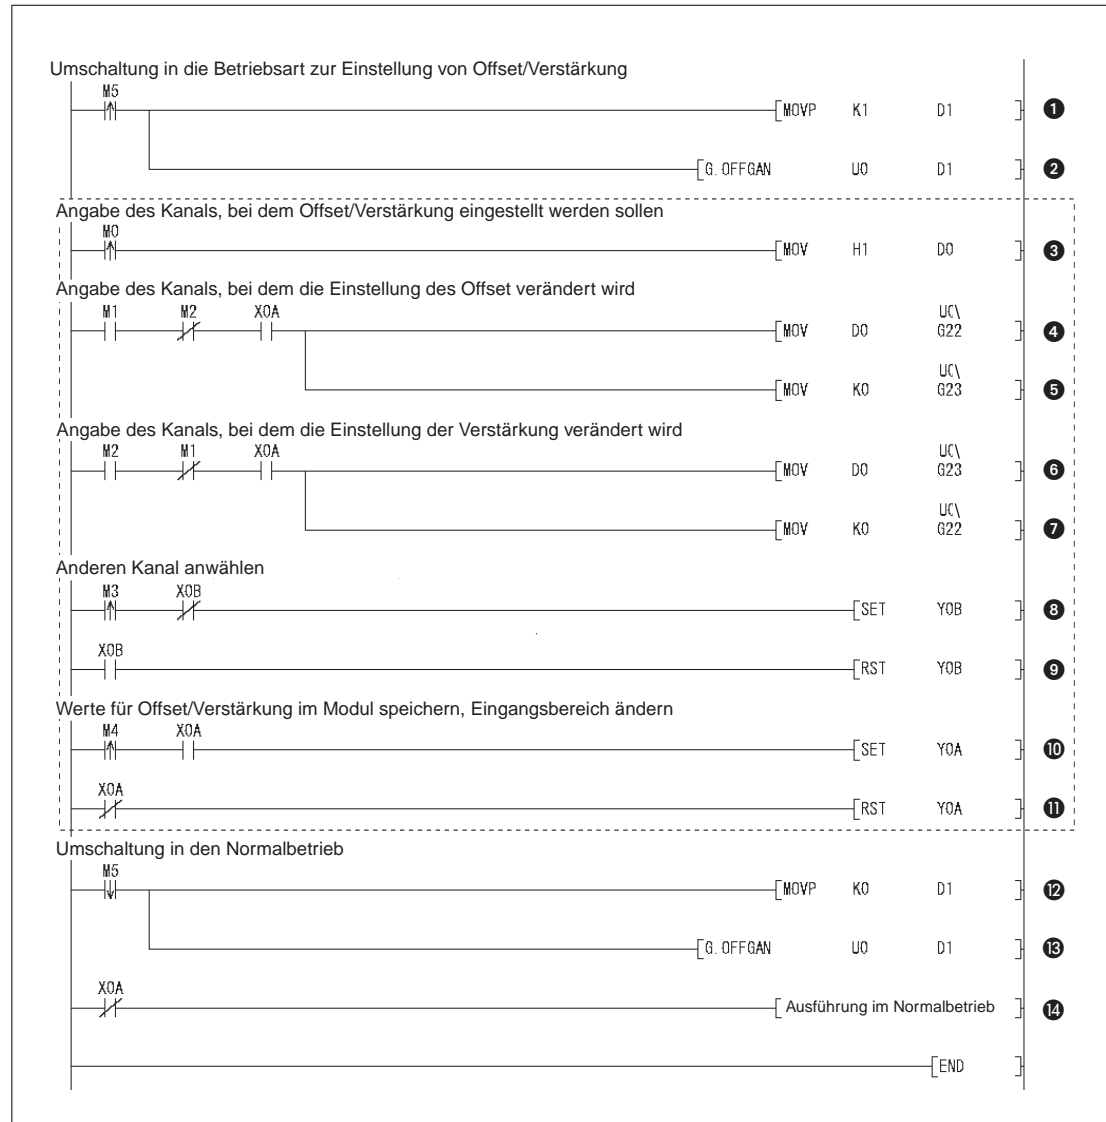 Umschaltung in die Betriebsart zur Einstellung von Offset/Verstärkung
M5
MOVP K1 D1 1
G.OFFGAN U0 D1 2
Angabe des Kanals, bei dem Offset/Verstärkung eingestellt werden sollen
M0
MOV H1 D0 3
Angabe des Kanals, bei dem die Einstellung des Offset verändert wird
M1 M2 X0A U0\
MOV D0 G22 4
U0\
MOV K0 G23 5
Angabe des Kanals, bei dem die Einstellung der Verstärkung verändert wird
M2 M1 X0A U0\
MOV D0 G23 6
U0\
MOV K0 G22 7
Anderen Kanal anwählen
M3 X0B
SET Y0B 8
X0B
RST Y0B 9
Werte für Offset/Verstärkung im Modul speichern, Eingangsbereich ändern
M4 X0A
SET Y0A 10
X0A
RST Y0A 11
Umschaltung in den Normalbetrieb
M5
MOVP K0 D1 12
G.OFFGAN U0 D1 13
X0A
Ausführung im Normalbetrieb 14
END